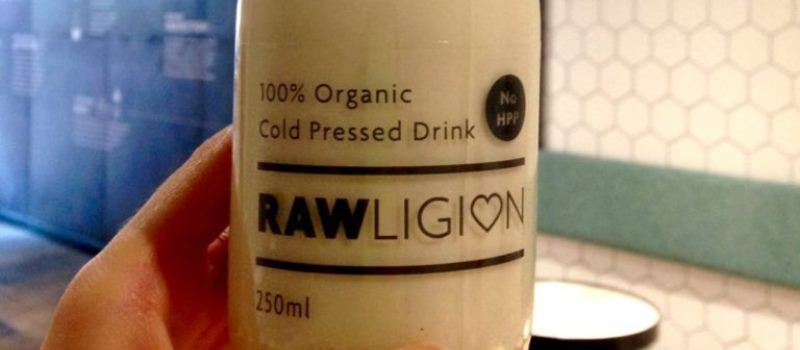 100% Organic
Cold Pressed Drink
No
HPP
RAWLIGION
250ml